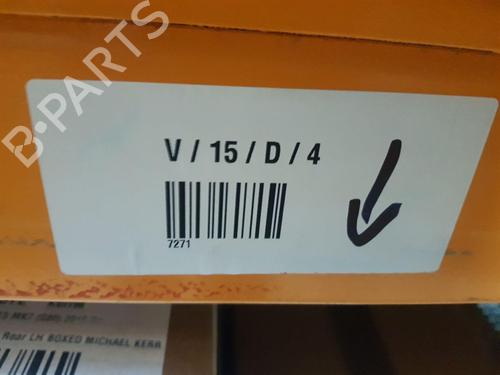 B-PARTS
V / 15 / D / 4
7271
Rear LH BOXED MICHAEL KERR